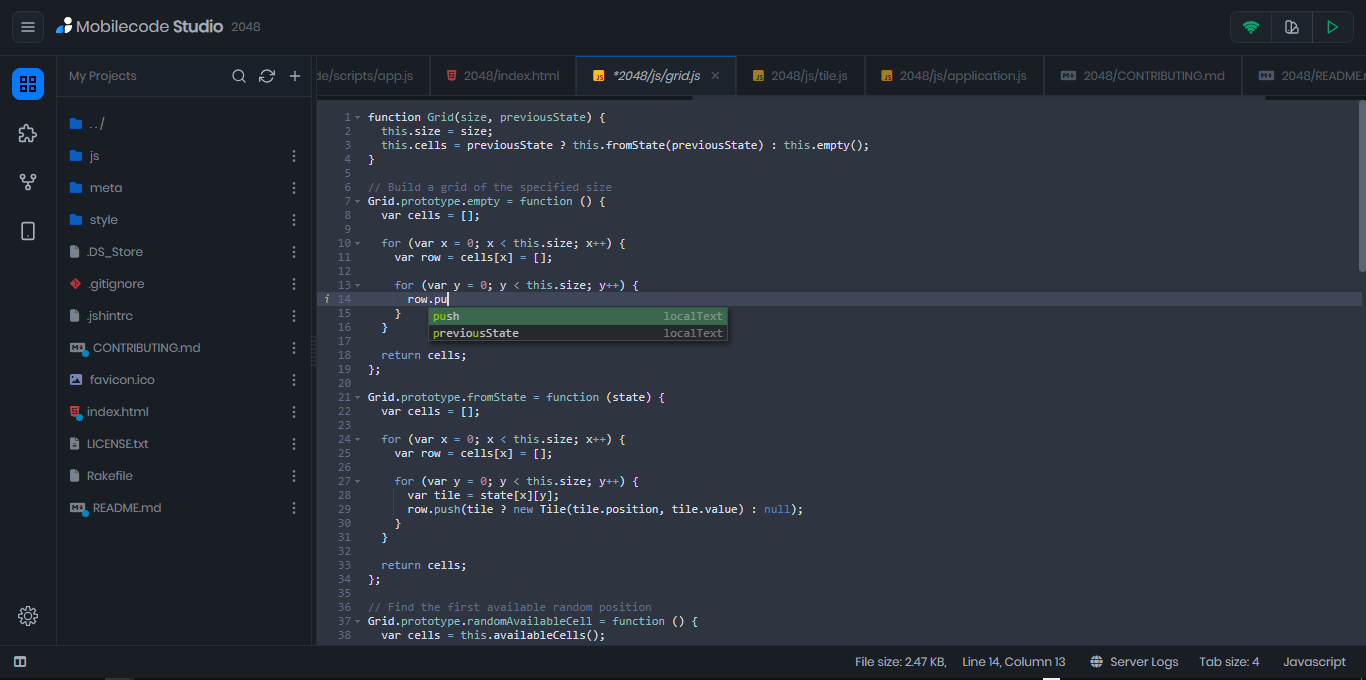 Mobilecode Studio 2048
My Projects
de/scripts/app.js
2048/index.html
*2048/js/grid.js ×
2048/js/tile.js
2048/js/application.js
2048/CONTRIBUTING.md
2048/README.
../
js
meta
style
.DS_Store
.gitignore
.jshintrc
CONTRIBUTING.md
favicon.ico
index.html
LICENSE.txt
Rakefile
README.md
1 function Grid(size, previousState) {
2 this.size = size;
3 this.cells = previousState ? this.fromState(previousState) : this.empty();
4 }
5
6 // Build a grid of the specified size
7 Grid.prototype.empty = function () {
8 var cells = [];
9
10 for (var x = 0; x < this.size; x++) {
11 var row = cells[x] = [];
12
13 for (var y = 0; y < this.size; y++) {
14 row.pu
push localText
previousState localText
15 }
16 }
17
18 return cells;
19 };
20
21 Grid.prototype.fromState = function (state) {
22 var cells = [];
23
24 for (var x = 0; x < this.size; x++) {
25 var row = cells[x] = [];
26
27 for (var y = 0; y < this.size; y++) {
28 var tile = state[x][y];
29 row.push(tile ? new Tile(tile.position, tile.value) : null);
30 }
31 }
32
33 return cells;
34 };
35
36 // Find the first available random position
37 Grid.prototype.randomAvailableCell = function () {
38 var cells = this.availableCells();
File size: 2.47 KB, Line 14, Column 13 Server Logs Tab size: 4 Javascript